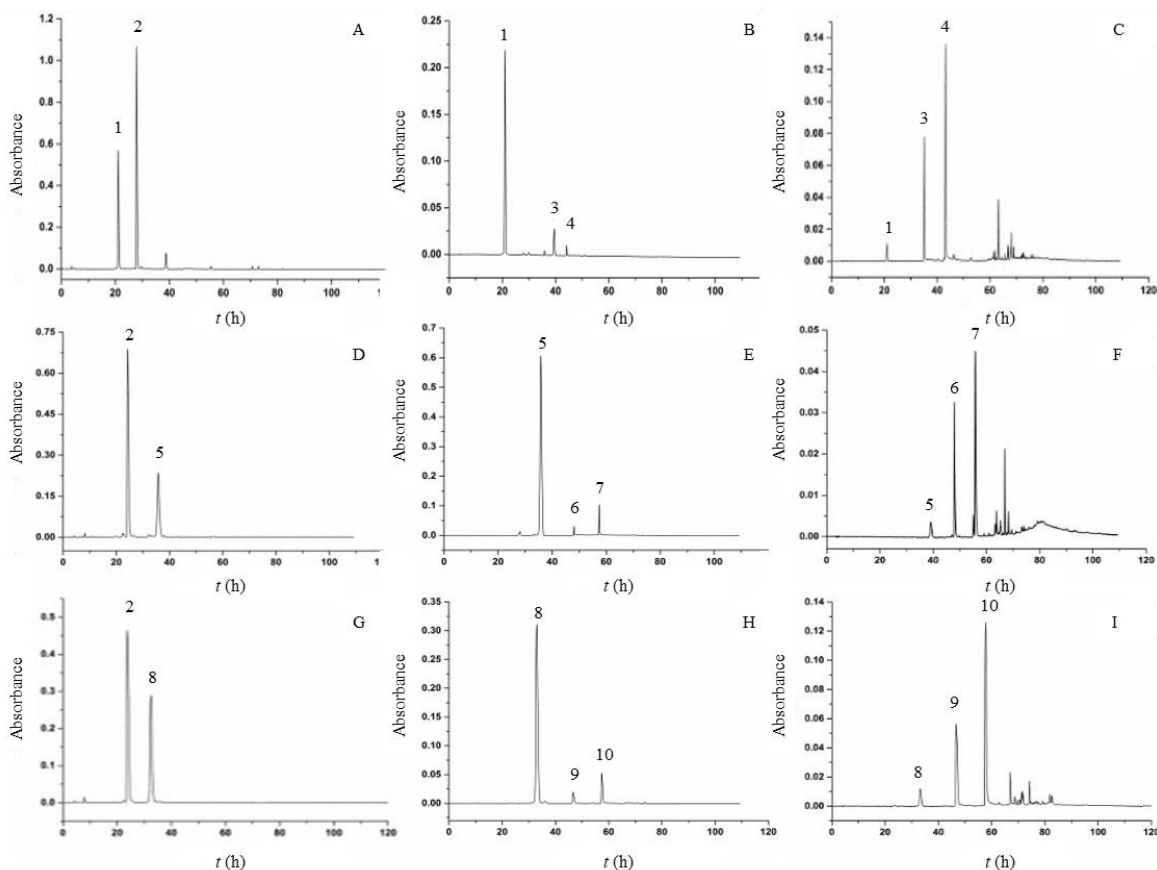 A
1.2
1.0
0.8
0.6
0.4
0.2
0.0
Absorbance
1
2
0 20 40 60 80 100 1
t (h)
B
0.25
0.20
0.15
0.10
0.05
0.00
Absorbance
1
3
4
0 20 40 60 80 100
t (h)
C
0.14
0.12
0.10
0.08
0.06
0.04
0.02
0.00
Absorbance
1
3
4
0 20 40 60 80 100 120
t (h)
D
0.75
0.60
0.45
0.30
0.15
0.00
Absorbance
2
5
0 20 40 60 80 100 1
t (h)
E
0.7
0.6
0.5
0.4
0.3
0.2
0.1
0.0
Absorbance
5
6
7
0 20 40 60 80 100 120
t (h)
F
0.05
0.04
0.03
0.02
0.01
0.00
Absorbance
5
6
7
0 20 40 60 80 100 120
t (h)
G
0.5
0.4
0.3
0.2
0.1
0.0
Absorbance
2
8
0 20 40 60 80 100 120
t (h)
H
0.35
0.30
0.25
0.20
0.15
0.10
0.05
0.00
Absorbance
8
9
10
0 20 40 60 80 100 120
t (h)
I
0.14
0.12
0.10
0.08
0.06
0.04
0.02
0.00
Absorbance
8
9
10
0 20 40 60 80 100 120
t (h)